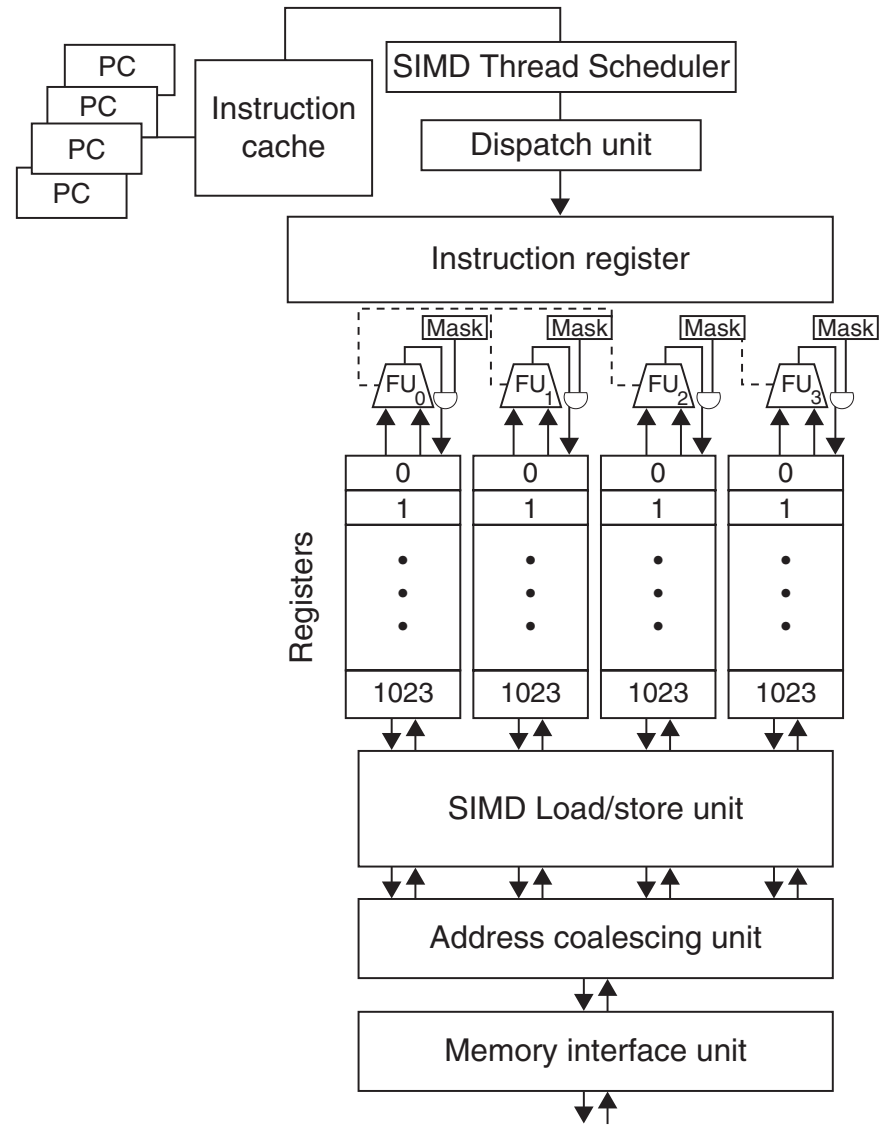 PC
PC
PC
PC
Instruction
cache
SIMD Thread Scheduler
Dispatch unit
Instruction register
Mask Mask Mask Mask
FU0 FU1 FU2 FU3
Registers
0 0 0 0
1 1 1 1
1023 1023 1023 1023
SIMD Load/store unit
Address coalescing unit
Memory interface unit